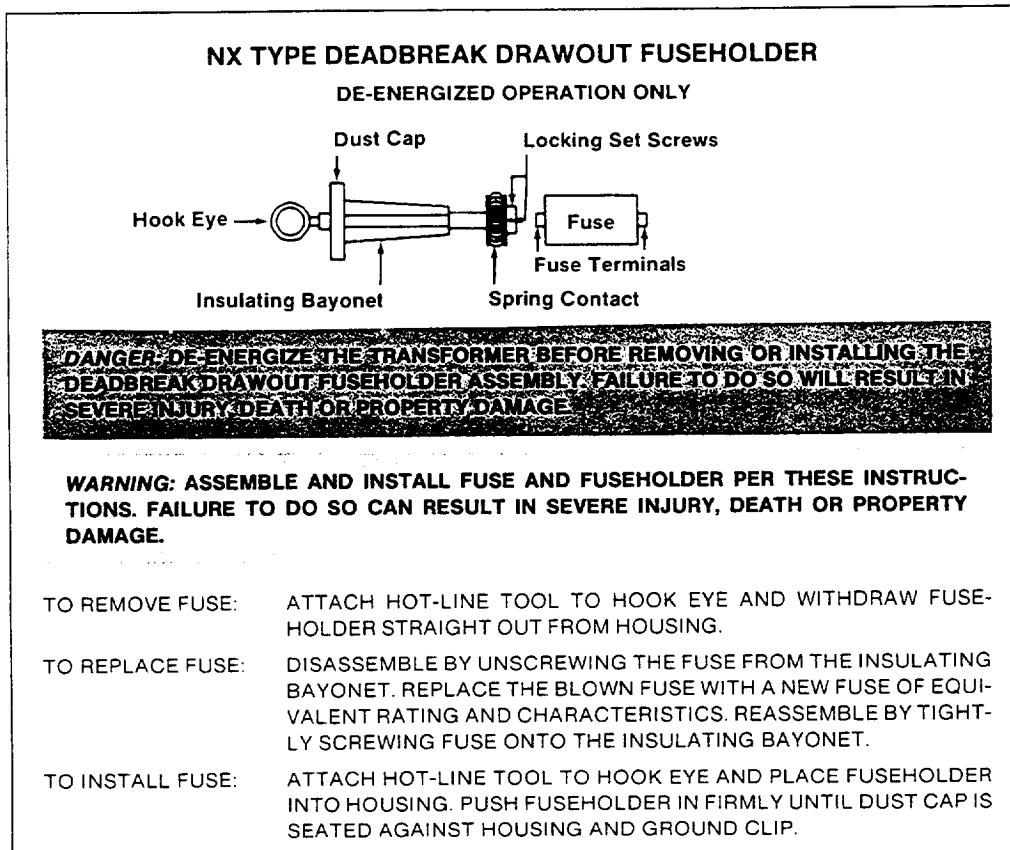 NX TYPE DEADBREAK DRAWOUT FUSEHOLDER
DE-ENERGIZED OPERATION ONLY
Dust Cap
Locking Set Screws
Hook Eye
Fuse
Fuse Terminals
Insulating Bayonet
Spring Contact
DANGER: DE-ENERGIZE THE TRANSFORMER BEFORE REMOVING OR INSTALLING THE
DEADBREAK DRAWOUT FUSEHOLDER ASSEMBLY. FAILURE TO DO SO WILL RESULT IN
SEVERE INJURY, DEATH OR PROPERTY DAMAGE.
WARNING: ASSEMBLE AND INSTALL FUSE AND FUSEHOLDER PER THESE INSTRUC-
TIONS. FAILURE TO DO SO CAN RESULT IN SEVERE INJURY, DEATH OR PROPERTY
DAMAGE.
TO REMOVE FUSE: ATTACH HOT-LINE TOOL TO HOOK EYE AND WITHDRAW FUSE-
HOLDER STRAIGHT OUT FROM HOUSING.
TO REPLACE FUSE: DISASSEMBLE BY UNSCREWING THE FUSE FROM THE INSULATING
BAYONET. REPLACE THE BLOWN FUSE WITH A NEW FUSE OF EQUI-
VALENT RATING AND CHARACTERISTICS. REASSEMBLE BY TIGHT-
LY SCREWING FUSE ONTO THE INSULATING BAYONET.
TO INSTALL FUSE: ATTACH HOT-LINE TOOL TO HOOK EYE AND PLACE FUSEHOLDER
INTO HOUSING. PUSH FUSEHOLDER IN FIRMLY UNTIL DUST CAP IS
SEATED AGAINST HOUSING AND GROUND CLIP.